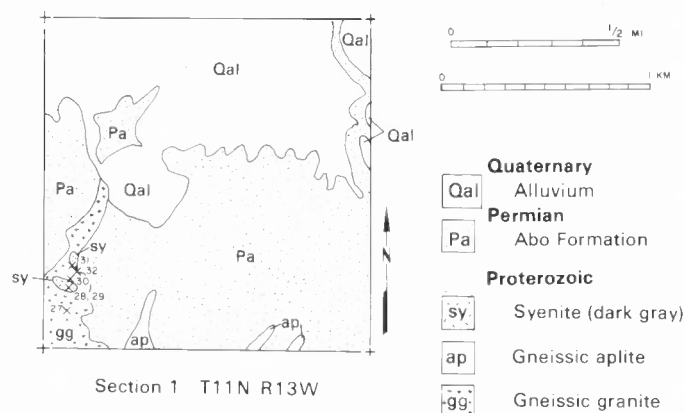 Qal
Qal
0 1/2 MI
0 1 KM
Pa
Qal
Qal
Pa
Pa
sy
31
32
sy
30
28, 29
27
gg
ap
ap
N
Quaternary
Qal Alluvium
Permian
Pa Abo Formation
Proterozoic
sy Syenite (dark gray)
ap Gneissic aplite
gg Gneissic granite
Section 1 T11N R13W